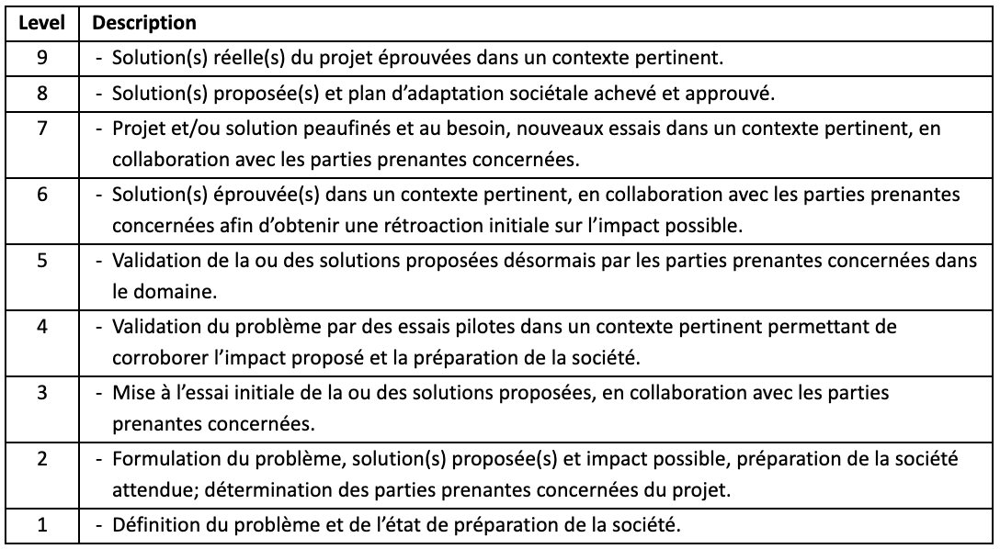 Level Description
9 - Solution(s) réelle(s) du projet éprouvées dans un contexte pertinent.
8 - Solution(s) proposée(s) et plan d’adaptation sociétale achevé et approuvé.
7 - Projet et/ou solution peaufinés et au besoin, nouveaux essais dans un contexte pertinent, en
collaboration avec les parties prenantes concernées.
6 - Solution(s) éprouvée(s) dans un contexte pertinent, en collaboration avec les parties prenantes
concernées afin d’obtenir une rétroaction initiale sur l’impact possible.
5 - Validation de la ou des solutions proposées désormais par les parties prenantes concernées dans
le domaine.
4 - Validation du problème par des essais pilotes dans un contexte pertinent permettant de
corroborer l’impact proposé et la préparation de la société.
3 - Mise à l’essai initiale de la ou des solutions proposées, en collaboration avec les parties
prenantes concernées.
2 - Formulation du problème, solution(s) proposée(s) et impact possible, préparation de la société
attendue; détermination des parties prenantes concernées du projet.
1 - Définition du problème et de l’état de préparation de la société.